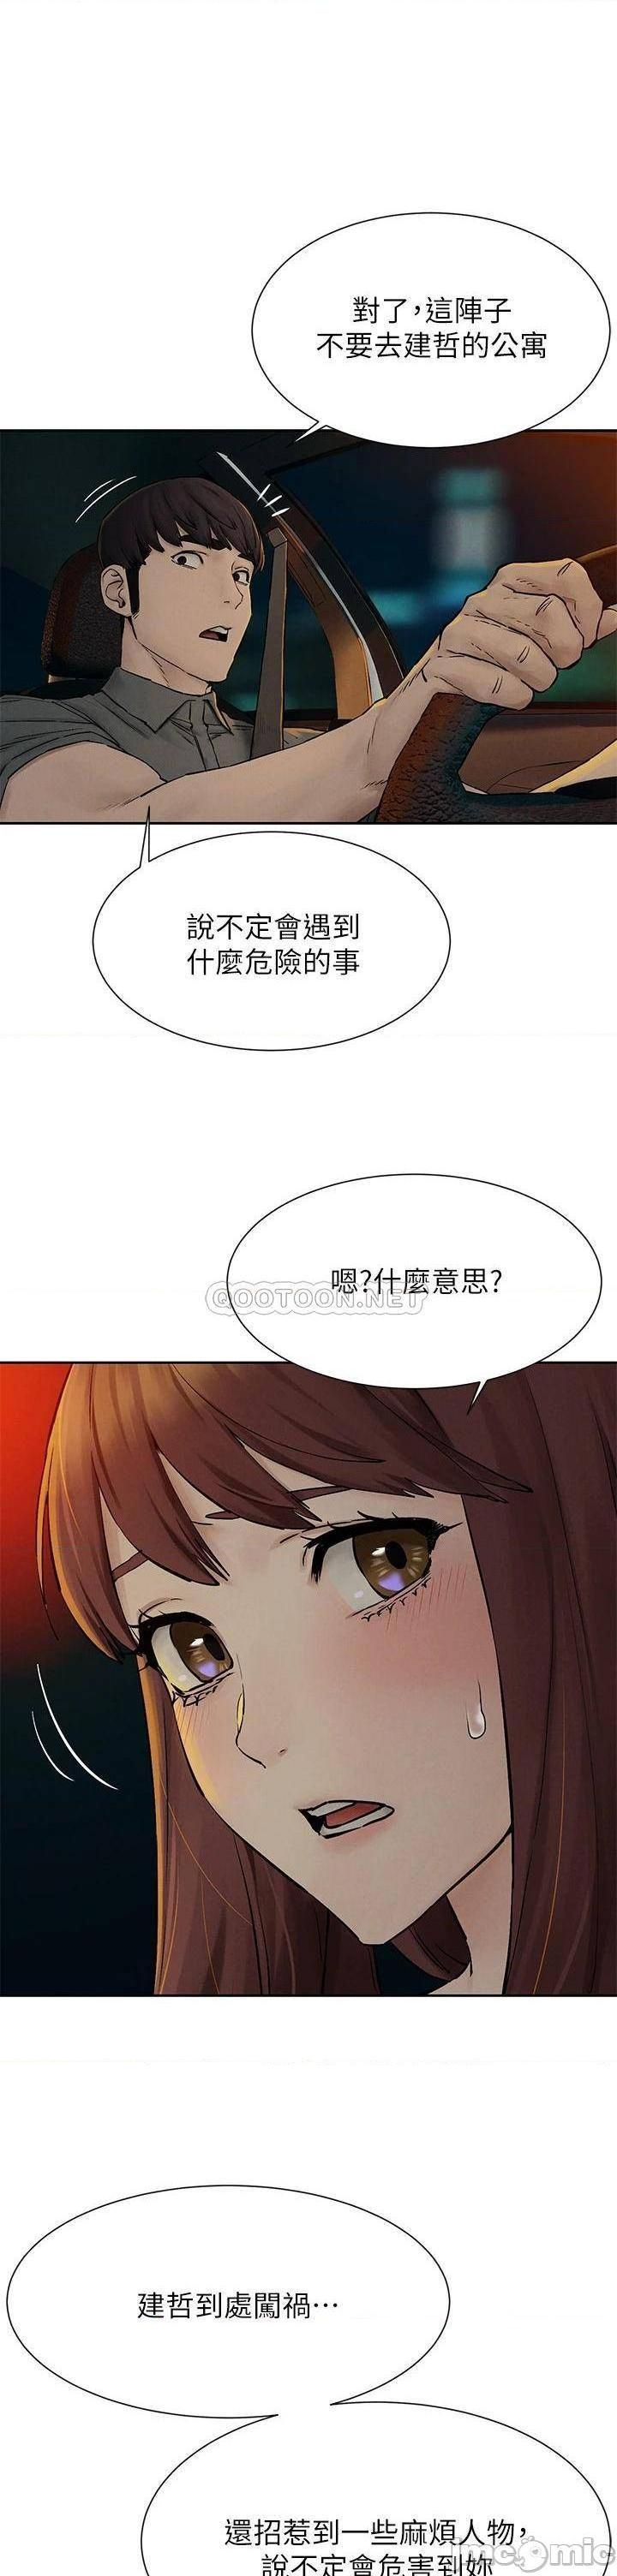 對了,這陣子
不要去建哲的公寓
說不定會遇到
什麼危險的事
嗯?什麼意思?
QOOTOON.NET
建哲到處闖禍…
還招惹到一些麻煩人物,
說不定會危害到妳
imcomic